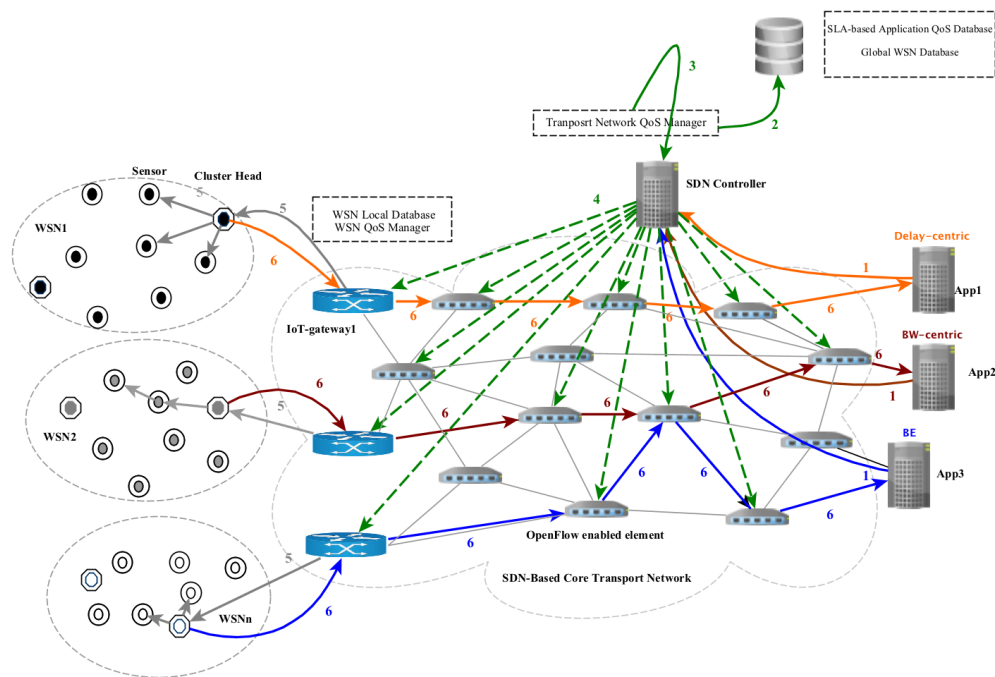 SLA-based Application QoS Database
Global WSN Database
3
Tranposrt Network QoS Manager
2
SDN Controller
Sensor
Cluster Head
5
5
4
WSN Local Database
WSN QoS Manager
WSN1
6
Delay-centric
1
App1
6
6
6
6
IoT-gateway1
BW-centric
6
App2
1
6
6
6
6
5
WSN2
BE
App3
1
6
6
6
6
OpenFlow enabled element
5
SDN-Based Core Transport Network
WSNn
6